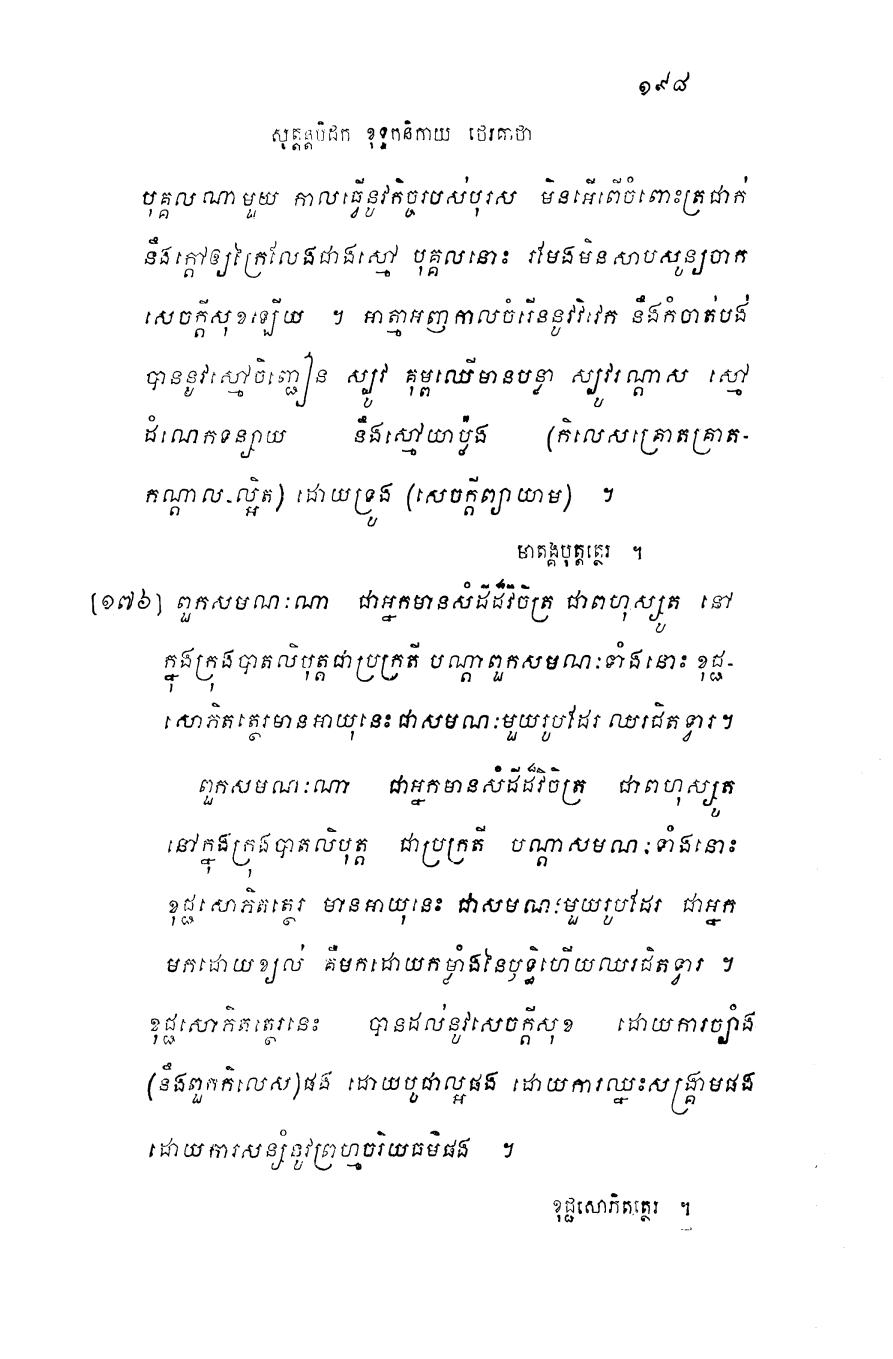 ១៩៨
សុត្តន្តបិដក ខុទ្ទកនិកាយ ថេរគាថា
បុគ្គលណាមួយ កាលធ្វើនូវកិច្ចរបស់បុរស មិនអើពើចំពោះត្រជាក់
នឹងក្តៅឲ្យក្រៃលែងជាងស្មៅ បុគ្គលនោះ រមែងមិនសាបសូន្យចាក
សេចក្តីសុខឡើយ ។ អាត្មាអញកាលចំរើននូវវិវេក នឹងកំចាត់បង់
បាននូវស្មៅចិញ្ជៀន ស្បូវ គុម្ពឈើមានបន្លា ស្បូវរណ្តាស ស្មៅ
ដំណេកទន្សាយ នឹងស្មៅយាប្លង (កិលេសគ្រោតគ្រាត-
កណ្តាល-ល្អិត) ដោយទ្រូង (សេចក្តីព្យាយាម) ។
មាតង្គបុត្តត្ថេរ ។
[១៧៦] ពួកសមណៈណា ជាអ្នកមានសំដីដ៏វិចិត្រ ជាពហុស្សូត នៅ
ក្នុងក្រុងបាតលិបុត្តជាប្រក្រតី បណ្តាពួកសមណៈទាំងនោះ ខុជ្ជ-
សោភិតត្ថេរមានអាយុនេះ ជាសមណៈមួយរូបដែរ ឈរជិតទ្វារ។
ពួកសមណៈណា ជាអ្នកមានសំដីដ៏វិចិត្រ ជាពហុស្សូត
នៅក្នុងក្រុងបាតលិបុត្ត ជាប្រក្រតី បណ្តាសមណៈទាំងនោះ
ខុជ្ជសោភិតត្ថេរ មានអាយុនេះ ជាសមណៈមួយរូបដែរ ជាអ្នក
មកដោយខ្យល់ គឺមកដោយកម្លាំងនៃឫទ្ធិហើយឈរជិតទ្វារ ។
ខុជ្ជសោភិតត្ថេរនេះ បានដល់នូវសេចក្តីសុខ ដោយការច្បាំង
(នឹងពួកកិលេស)ផង ដោយបូជាល្អផង ដោយការឈ្នះសង្គ្រាមផង
ដោយការសន្សំនូវព្រហ្មចរិយធម៌ផង ។
ខុជ្ជសោភិតត្ថេរ ។